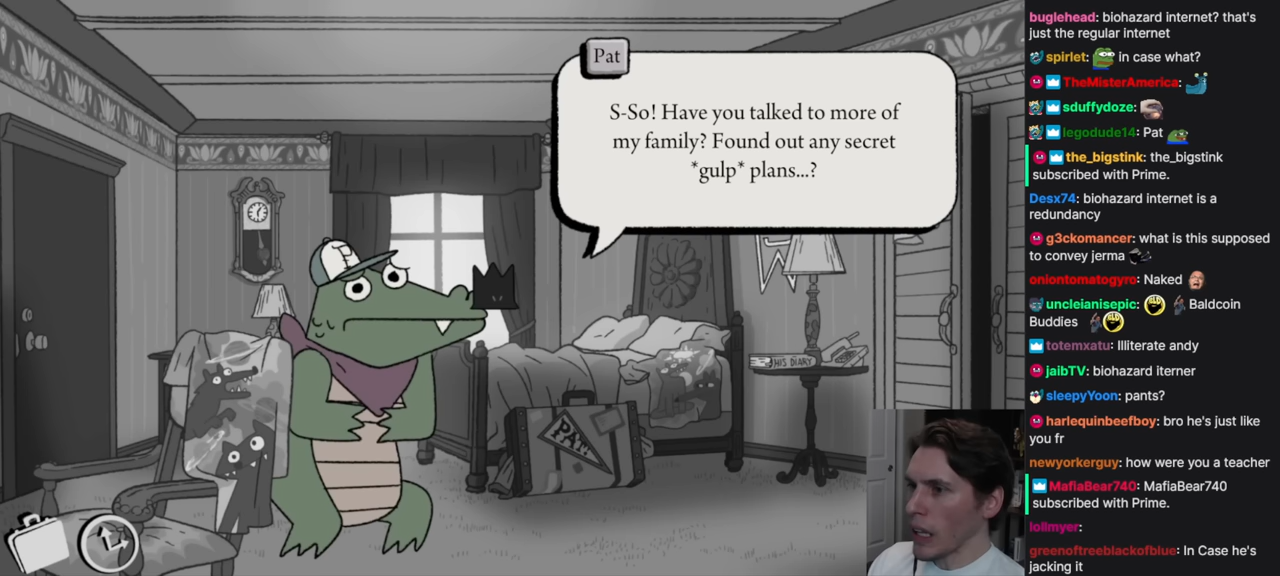 Pat
S-So! Have you talked to more of
my family? Found out any secret
*gulp* plans...?
HIS DIARY
PAT!
buglehead: biohazard internet? that's
just the regular internet
spirlet: in case what?
TheMisterAmerica:
sduffydoze:
legodude14: Pat
the_bigstink: the_bigstink
subscribed with Prime.
Desx74: biohazard internet is a
redundancy
g3ckomancer: what is this supposed
to convey jerma
oniontomatogyro: Naked
uncleianisepic: Baldcoin
Buddies
totemxatu: Illiterate andy
jaibTV: biohazard iterner
sleepyYoon: pants?
harlequinbeefboy: bro he's just like
you fr
newyorkerguy: how were you a teacher
MafiaBear740: MafiaBear740
subscribed with Prime.
lollmyer:
greenoftreeblackofblue: In Case he's
jacking it